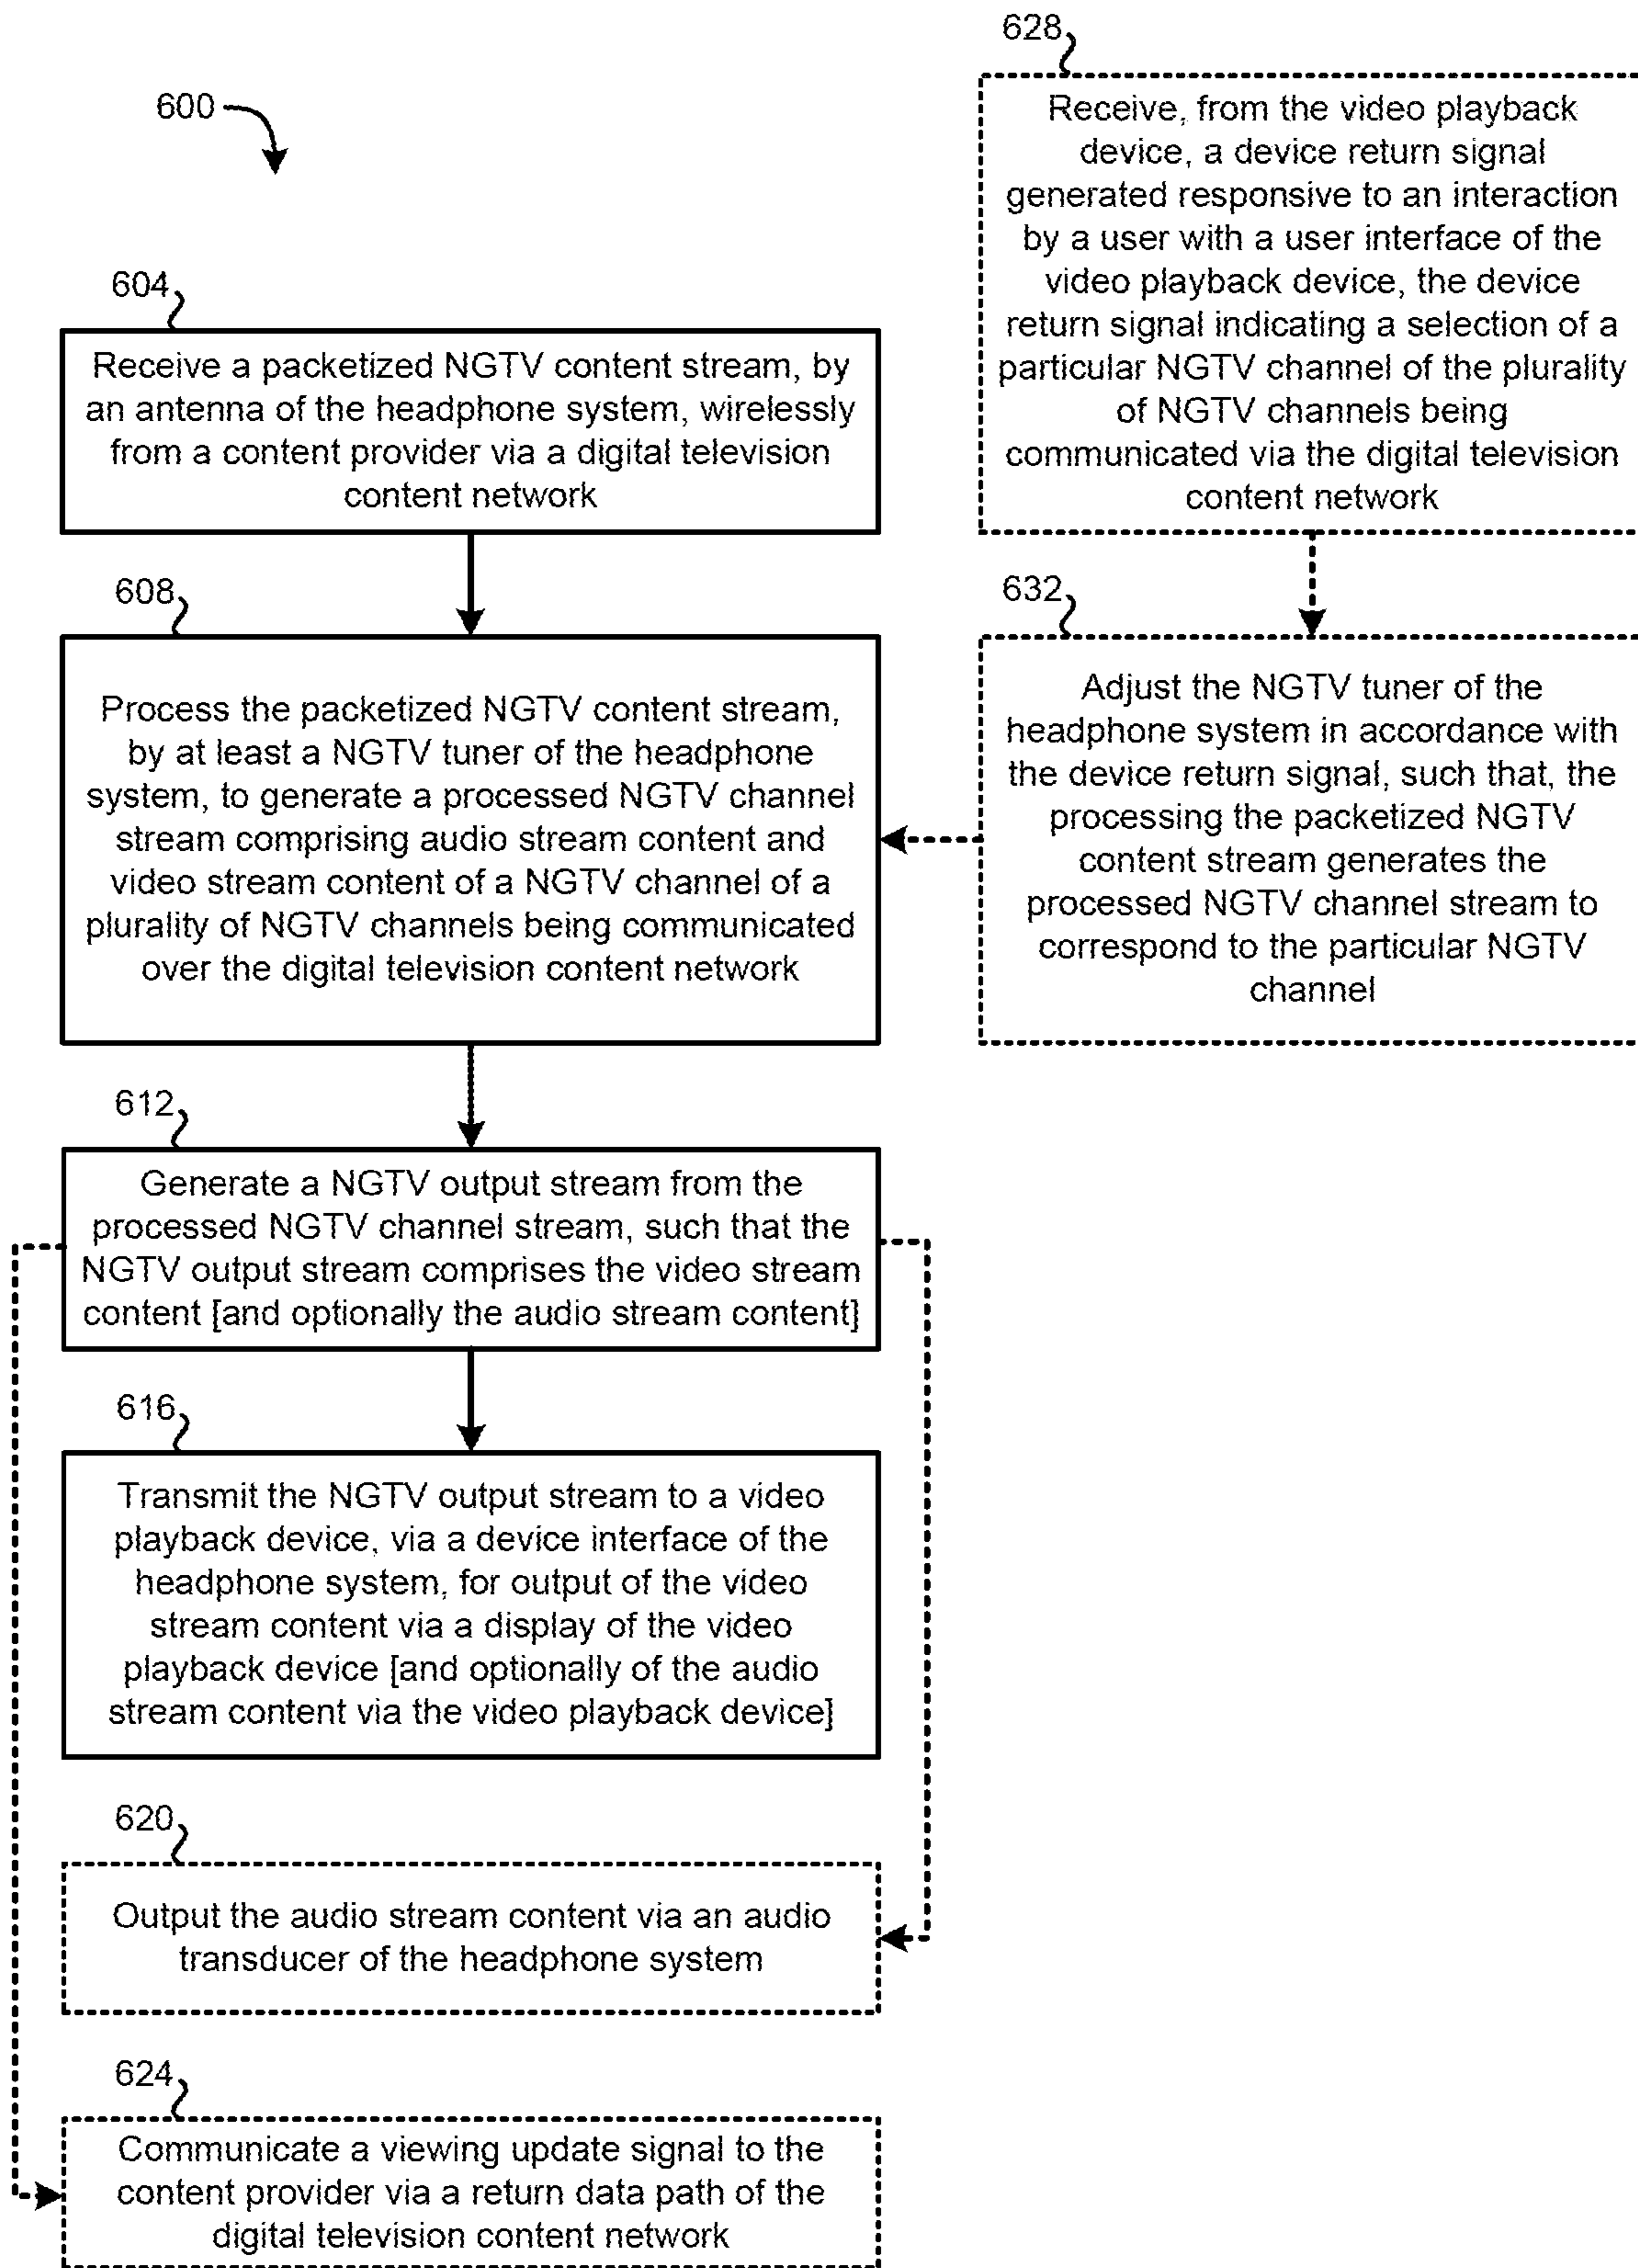 600
604
Receive a packetized NGTV content stream, by
an antenna of the headphone system, wirelessly
from a content provider via a digital television
content network
608
Process the packetized NGTV content stream,
by at least a NGTV tuner of the headphone
system, to generate a processed NGTV channel
stream comprising audio stream content and
video stream content of a NGTV channel of a
plurality of NGTV channels being communicated
over the digital television content network
612
Generate a NGTV output stream from the
processed NGTV channel stream, such that the
NGTV output stream comprises the video stream
content [and optionally the audio stream content]
616
Transmit the NGTV output stream to a video
playback device, via a device interface of the
headphone system, for output of the video
stream content via a display of the video
playback device [and optionally of the audio
stream content via the video playback device]
620
Output the audio stream content via an audio
transducer of the headphone system
624
Communicate a viewing update signal to the
content provider via a return data path of the
digital television content network
628
Receive, from the video playback
device, a device return signal
generated responsive to an interaction
by a user with a user interface of the
video playback device, the device
return signal indicating a selection of a
particular NGTV channel of the plurality
of NGTV channels being
communicated via the digital television
content network
632
Adjust the NGTV tuner of the
headphone system in accordance with
the device return signal, such that, the
processing the packetized NGTV
content stream generates the
processed NGTV channel stream to
correspond to the particular NGTV
channel